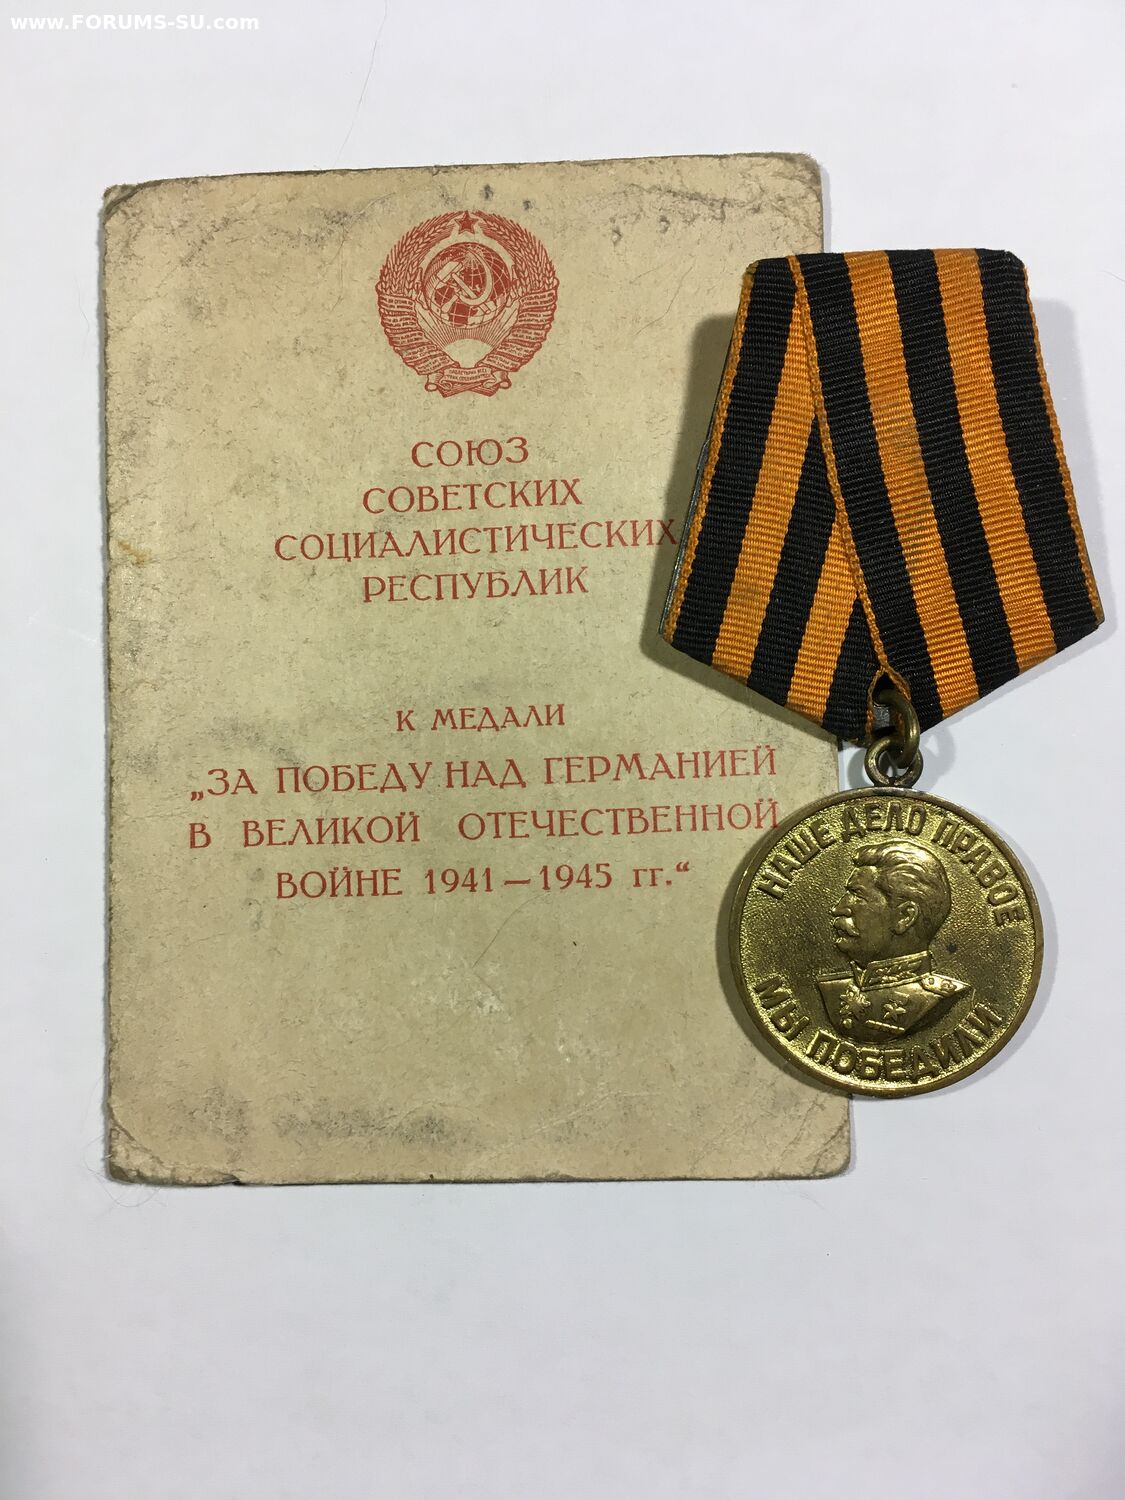 www.FORUMS-SU.com
СОЮЗ
СОВЕТСКИХ
СОЦИАЛИСТИЧЕСКИХ
РЕСПУБЛИК
К МЕДАЛИ
„ЗА ПОБЕДУ НАД ГЕРМАНИЕЙ
В ВЕЛИКОЙ ОТЕЧЕСТВЕННОЙ
ВОЙНЕ 1941—1945 гг.“
НАШЕ ДЕЛО ПРАВОЕ
МЫ ПОБЕДИЛИ